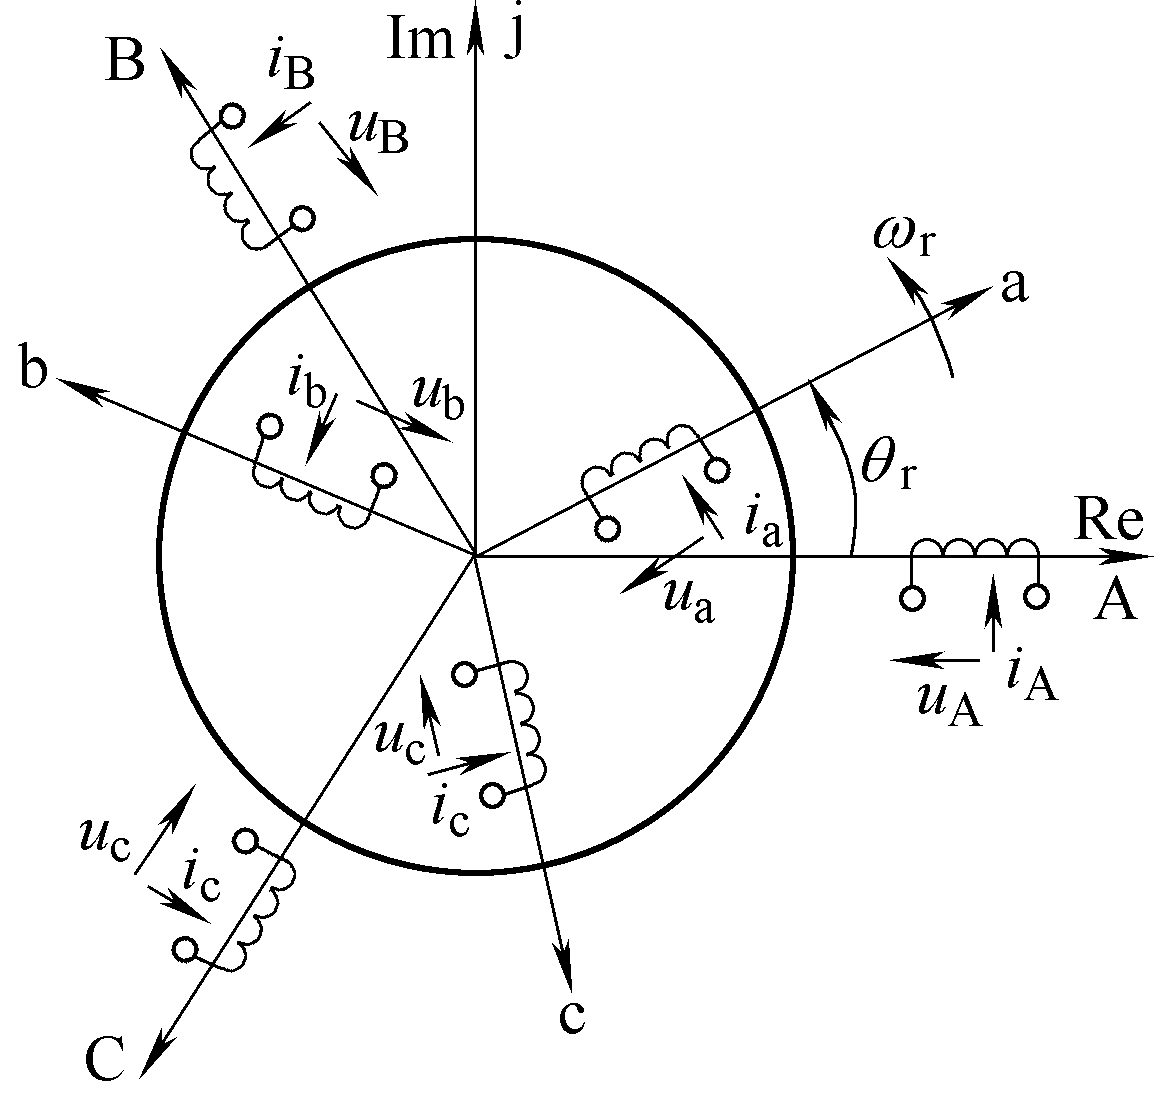 Im j
B
i_B
u_B
ω_r
a
b
i_b
u_b
θ_r
i_a
u_a
Re
A
i_A
u_A
u_c
i_c
u_c
i_c
c
C